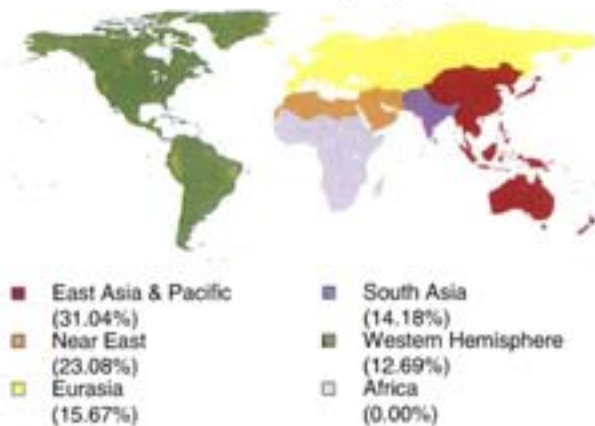 East Asia & Pacific
(31.04%)
Near East
(23.08%)
Eurasia
(15.67%)
South Asia
(14.18%)
Western Hemisphere
(12.69%)
Africa
(0.00%)